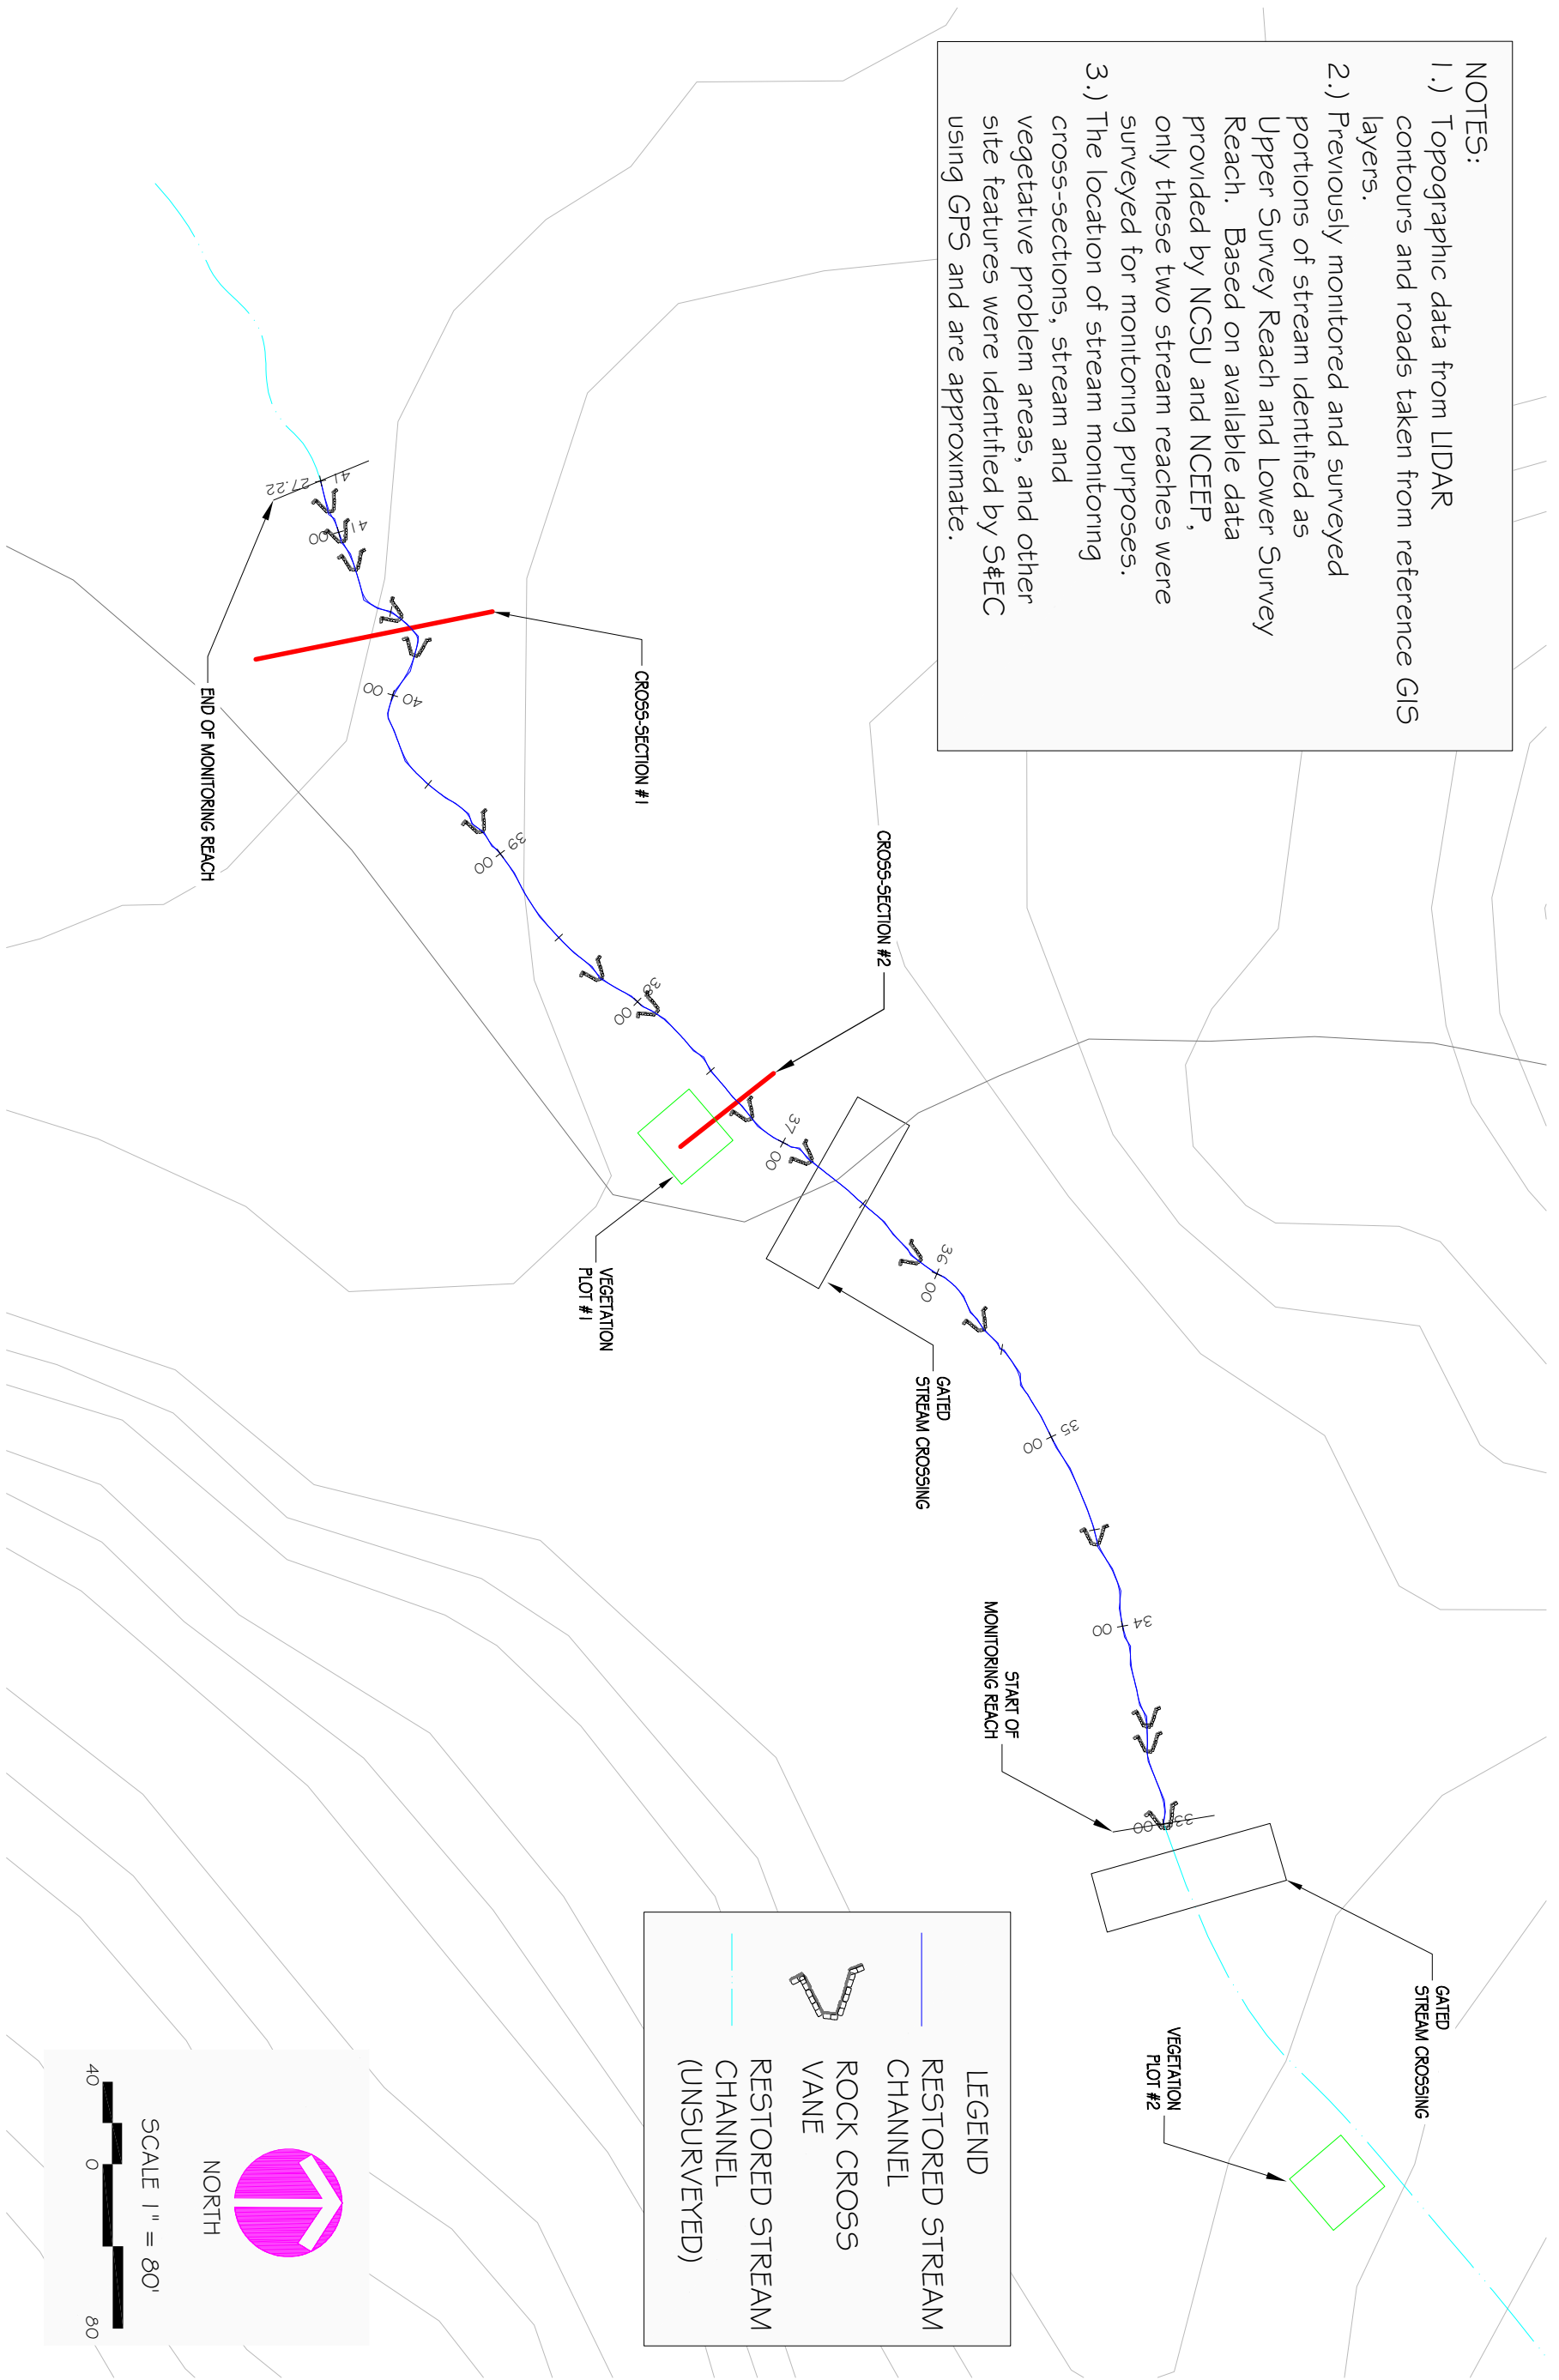 NOTES:
1.) Topographic data from LIDAR
contours and roads taken from reference GIS
layers.
2.) Previously monitored and surveyed
portions of stream identified as
Upper Survey Reach and Lower Survey
Reach. Based on available data
provided by NCSU and NCEEP,
only these two stream reaches were
surveyed for monitoring purposes.
3.) The location of stream monitoring
cross-sections, stream and
vegetative problem areas, and other
site features were identified by S&EC
using GPS and are approximate.
41
27.22
41
00
END OF MONITORING REACH
CROSS-SECTION #1
40
00
39
00
CROSS-SECTION #2
38
00
37
00
VEGETATION
PLOT #1
36
00
GATED
STREAM CROSSING
35
00
34
00
START OF
MONITORING REACH
33
00
GATED
STREAM CROSSING
VEGETATION
PLOT #2
LEGEND
RESTORED STREAM
CHANNEL
ROCK CROSS
VANE
RESTORED STREAM
CHANNEL
(UNSURVEYED)
NORTH
SCALE 1" = 80'
40
0
80